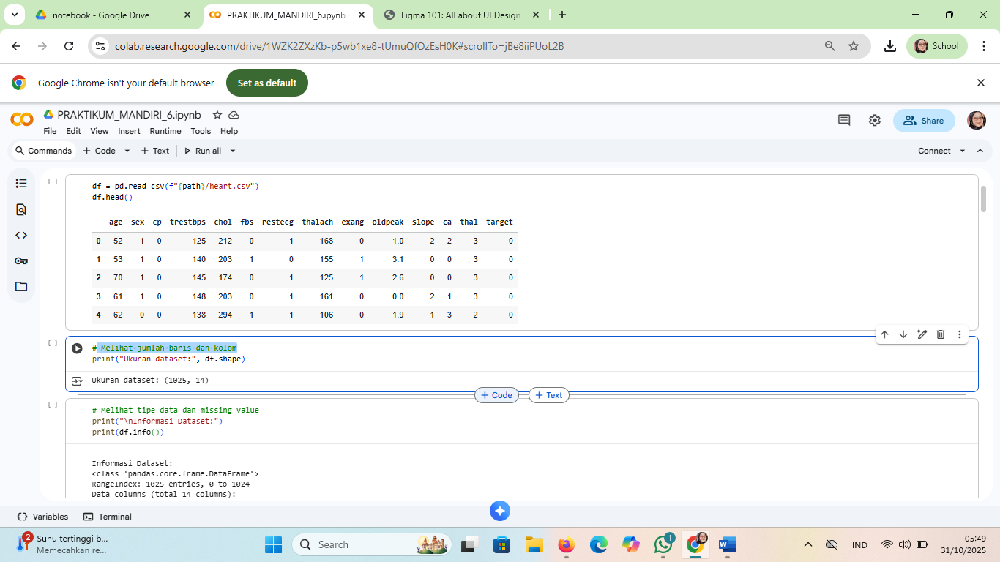 notebook - Google Drive
PRAKTIKUM_MANDIRI_6.ipynb
Figma 101: All about UI Design
colab.research.google.com/drive/1WZK2ZXzKb-p5wb1xe8-tUmuQfOzEsH0K#scrollTo=jBe8iiPUoL2B
School
Google Chrome isn't your default browser
Set as default
PRAKTIKUM_MANDIRI_6.ipynb
File Edit View Insert Runtime Tools Help
Share
Commands + Code + Text Run all
Connect
[ ]
df = pd.read_csv(f"{path}/heart.csv")
df.head()
age sex cp trestbps chol fbs restecg thalach exang oldpeak slope ca thal target
0 52 1 0 125 212 0 1 168 0 1.0 2 2 3 0
1 53 1 0 140 203 1 0 155 1 3.1 0 0 3 0
2 70 1 0 145 174 0 1 125 1 2.6 0 0 3 0
3 61 1 0 148 203 0 1 161 0 0.0 2 1 3 0
4 62 0 0 138 294 1 1 106 0 1.9 1 3 2 0
[ ]
# Melihat jumlah baris dan kolom
print("Ukuran dataset:", df.shape)
Ukuran dataset: (1025, 14)
+ Code + Text
[ ]
# Melihat tipe data dan missing value
print("\nInformasi Dataset:")
print(df.info())
Informasi Dataset:
<class 'pandas.core.frame.DataFrame'>
RangeIndex: 1025 entries, 0 to 1024
Data columns (total 14 columns):
Variables Terminal
2
Suhu tertinggi b...
Memecahkan re...
Search
1
IND
05:49
31/10/2025